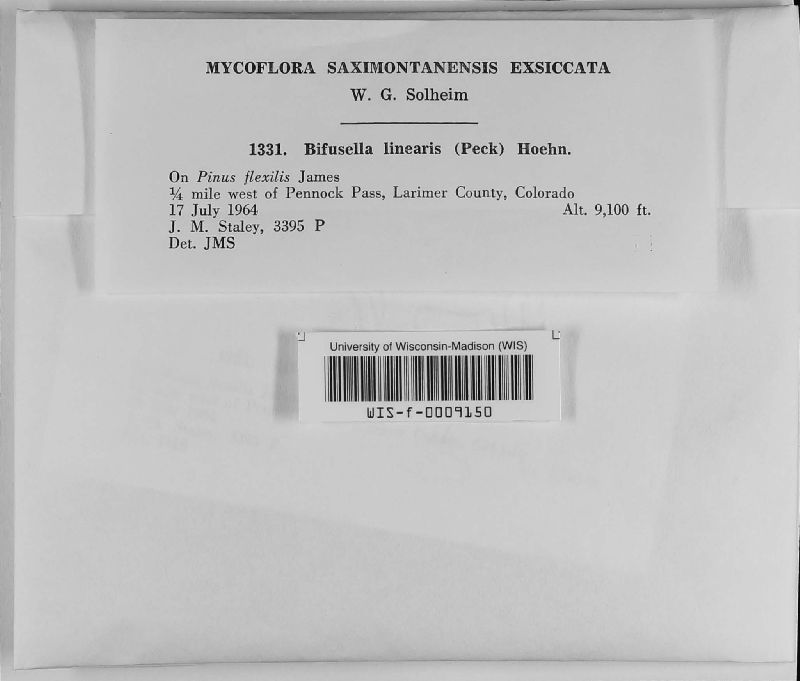 MYCOFLORA SAXIMONTANENSIS EXSICCATA
W. G. Solheim
1331. Bifusella linearis (Peck) Hoehn.
On Pinus flexilis James
¼ mile west of Pennock Pass, Larimer County, Colorado
17 July 1964 Alt. 9,100 ft.
J. M. Staley, 3395 P
Det. JMS
University of Wisconsin-Madison (WIS)
WIS-f-0009150